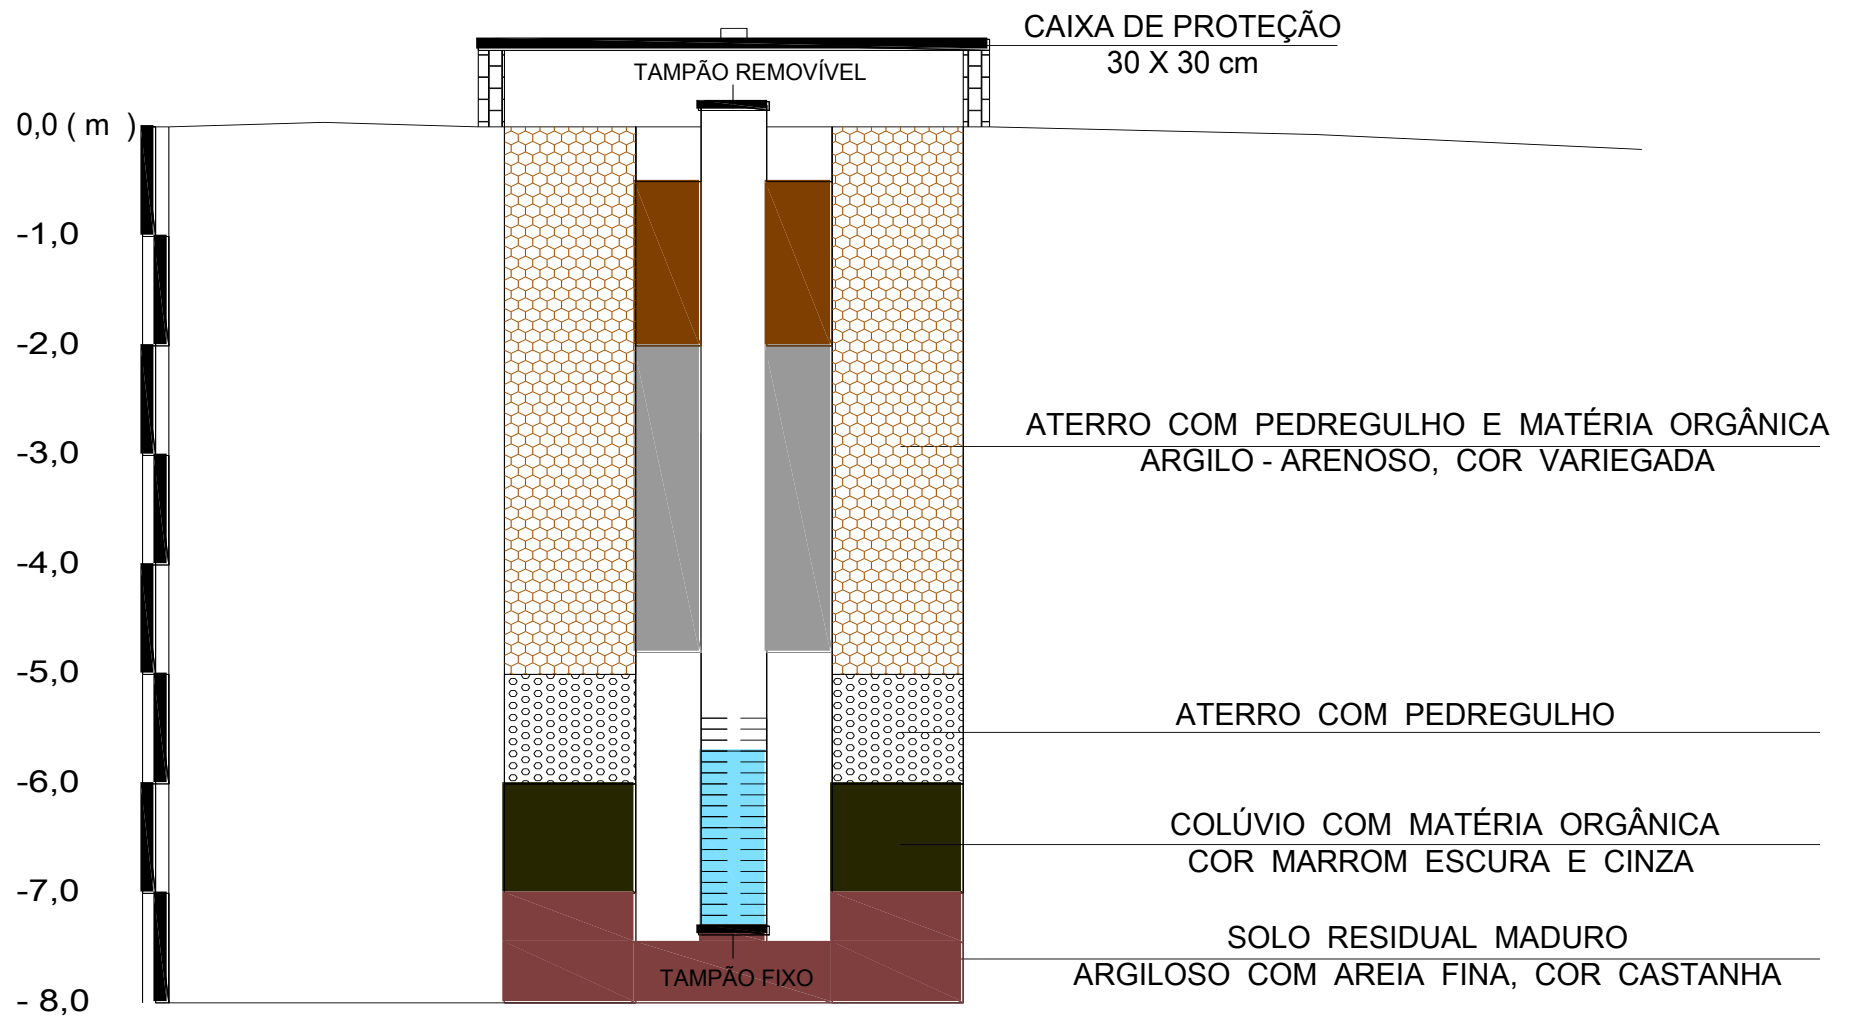 CAIXA DE PROTEÇÃO
30 X 30 cm
TAMPÃO REMOVÍVEL
0,0 ( m )
-1,0
-2,0
-3,0
ATERRO COM PEDREGULHO E MATÉRIA ORGÂNICA
ARGILO - ARENOSO, COR VARIEGADA
-4,0
-5,0
ATERRO COM PEDREGULHO
-6,0
COLÚVIO COM MATÉRIA ORGÂNICA
COR MARROM ESCURA E CINZA
-7,0
SOLO RESIDUAL MADURO
ARGILOSO COM AREIA FINA, COR CASTANHA
TAMPÃO FIXO
- 8,0